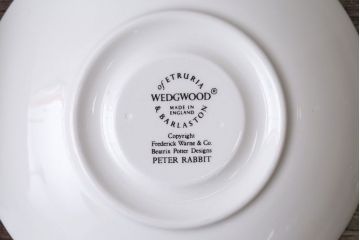 of ETRURIA
WEDGWOOD®
MADE IN
ENGLAND
& BARLASTON
Copyright
Frederick Warne & Co.
Beatrix Potter Designs
PETER RABBIT